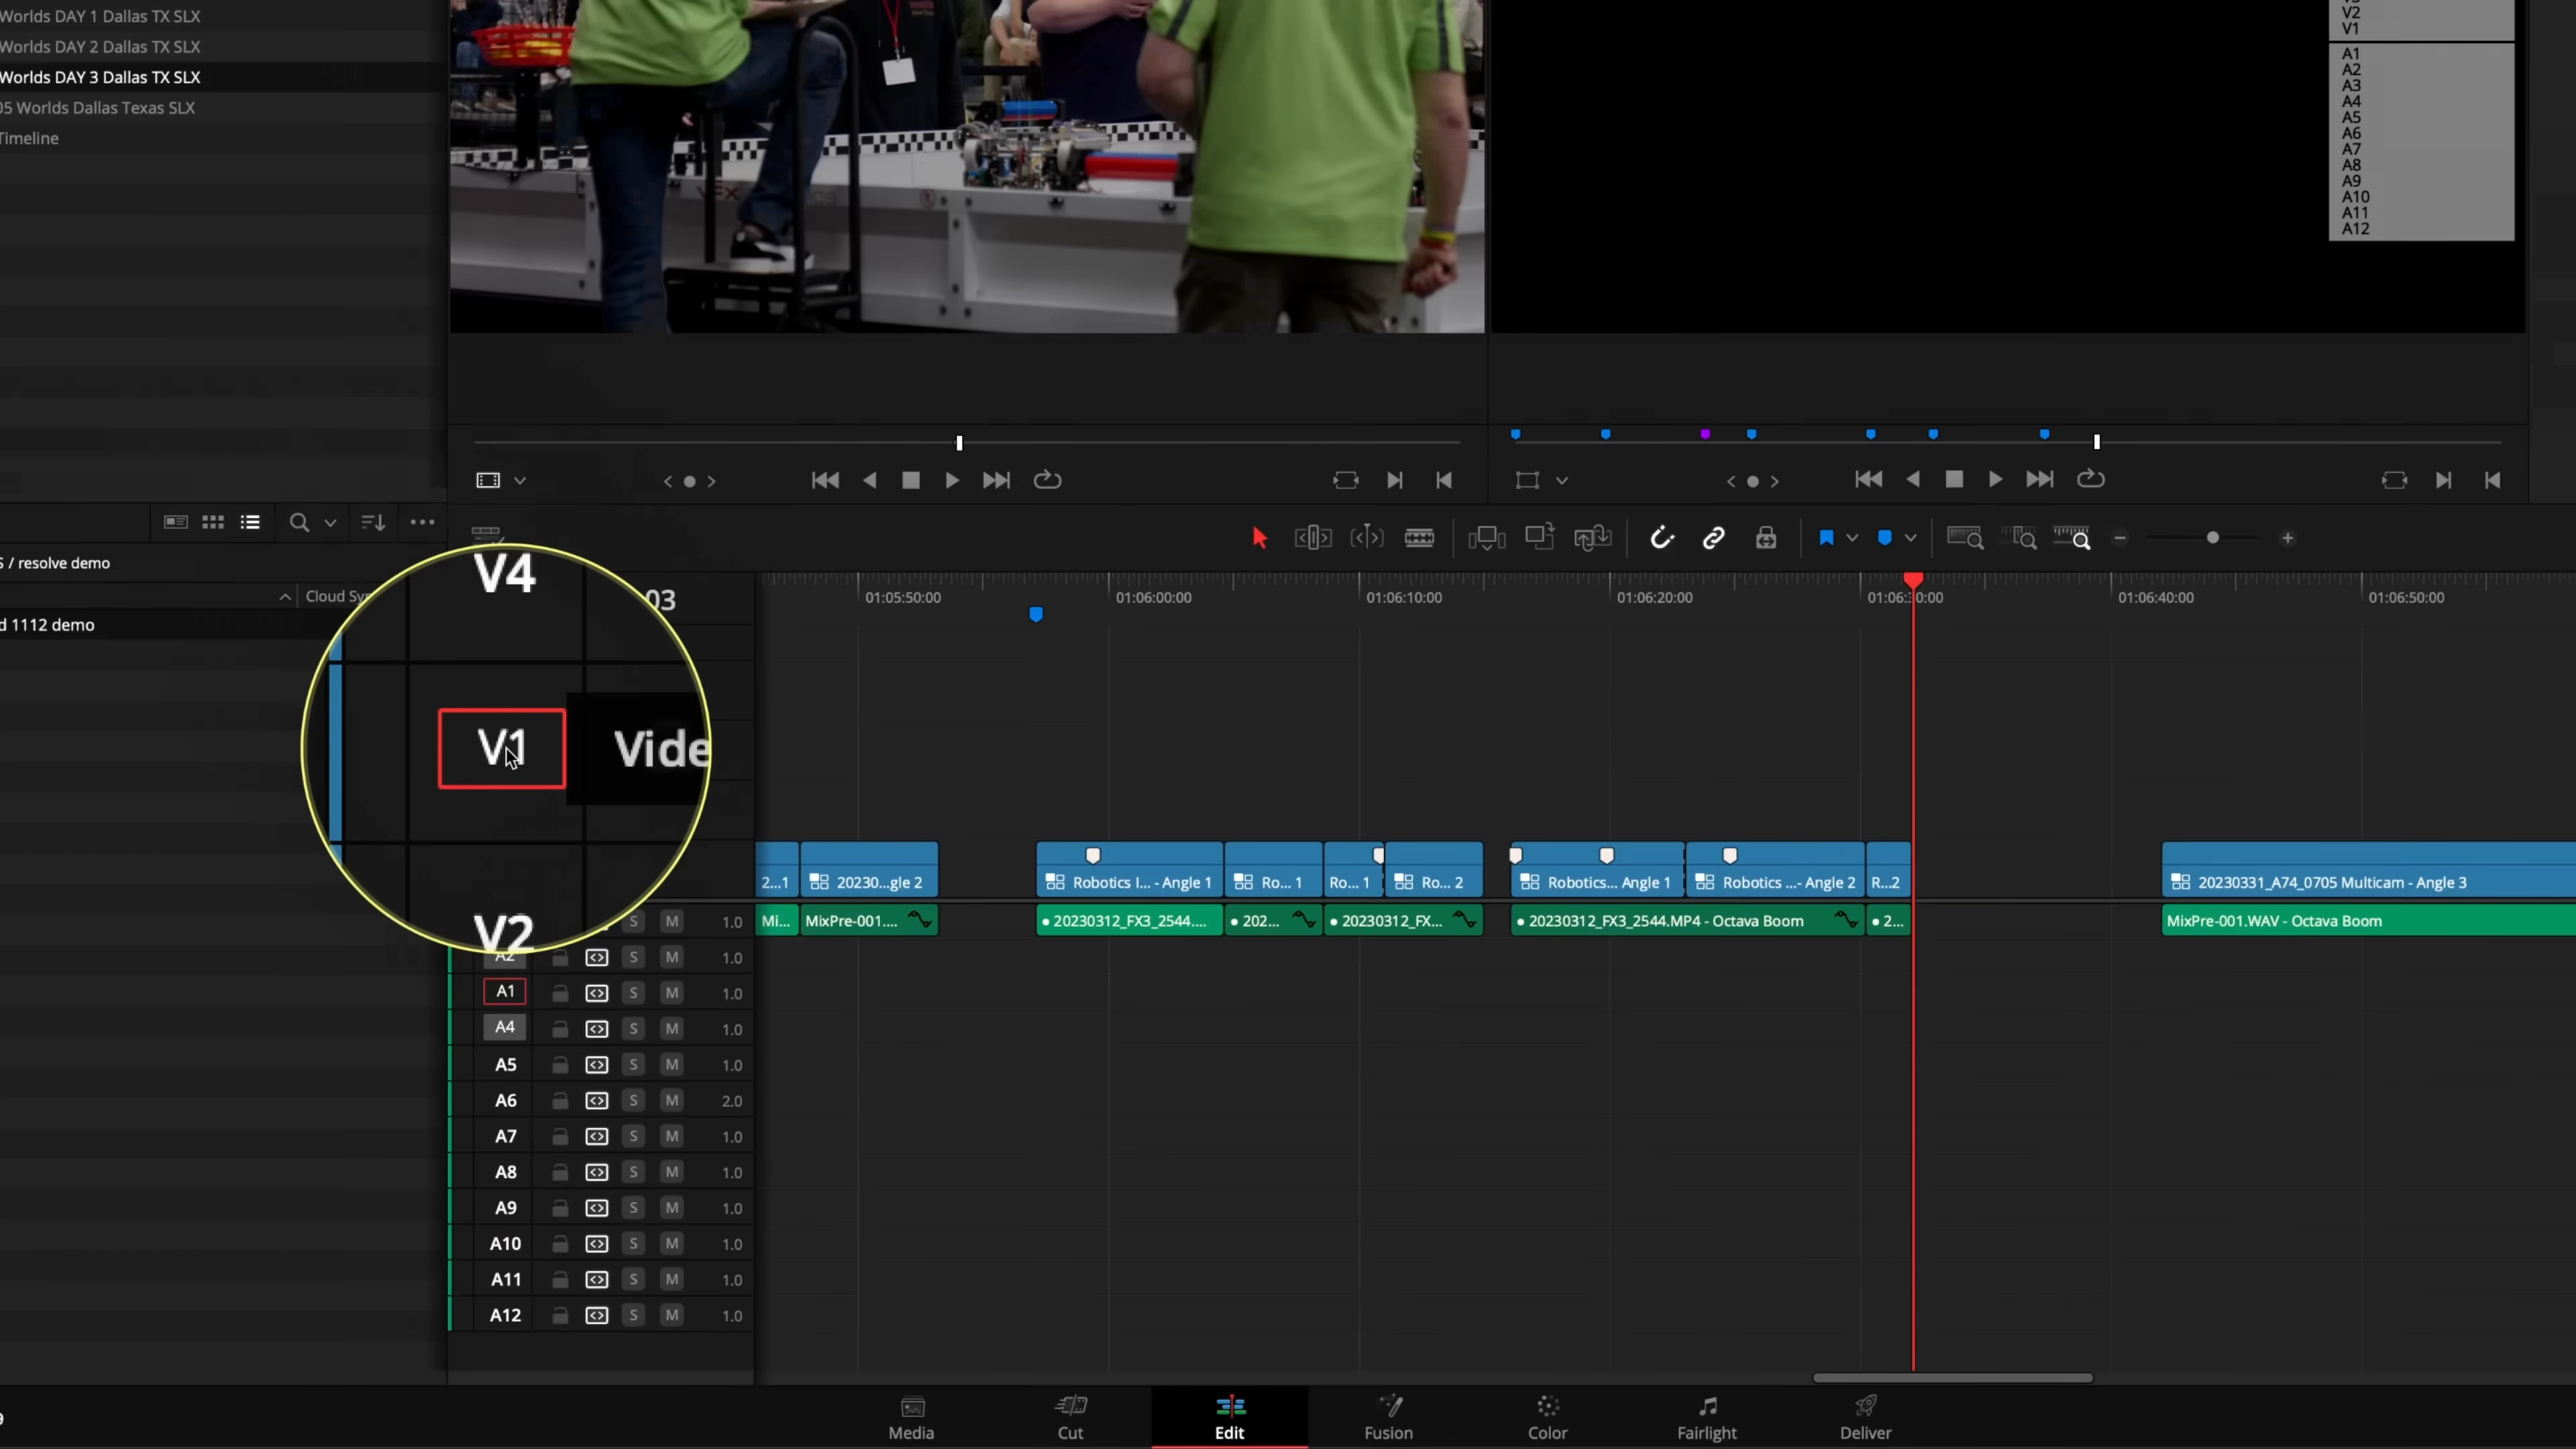 Worlds DAY 1 Dallas TX SLX
Worlds DAY 2 Dallas TX SLX
Worlds DAY 3 Dallas TX SLX
05 Worlds Dallas Texas SLX
Timeline
V2
V1
A1
A2
A3
A4
A5
A6
A7
A8
A9
A10
A11
A12
S / resolve demo
Cloud Syn
d 1112 demo
V4
03
V1
Vide
V2
01:05:50:00
01:06:00:00
01:06:10:00
01:06:20:00
01:06:30:00
01:06:40:00
01:06:50:00
2...1
20230...gle 2
Robotics I... - Angle 1
Ro... 1
Ro... 1
Ro... 2
Robotics... Angle 1
Robotics ...- Angle 2
R...2
20230331_A74_0705 Multicam - Angle 3
S M 1.0
Mi...
MixPre-001....
20230312_FX3_2544....
202...
20230312_FX...
20230312_FX3_2544.MP4 - Octava Boom
2...
MixPre-001.WAV - Octava Boom
A2 S M 1.0
A1 S M 1.0
A4 S M 1.0
A5 S M 1.0
A6 S M 2.0
A7 S M 1.0
A8 S M 1.0
A9 S M 1.0
A10 S M 1.0
A11 S M 1.0
A12 S M 1.0
Media
Cut
Edit
Fusion
Color
Fairlight
Deliver